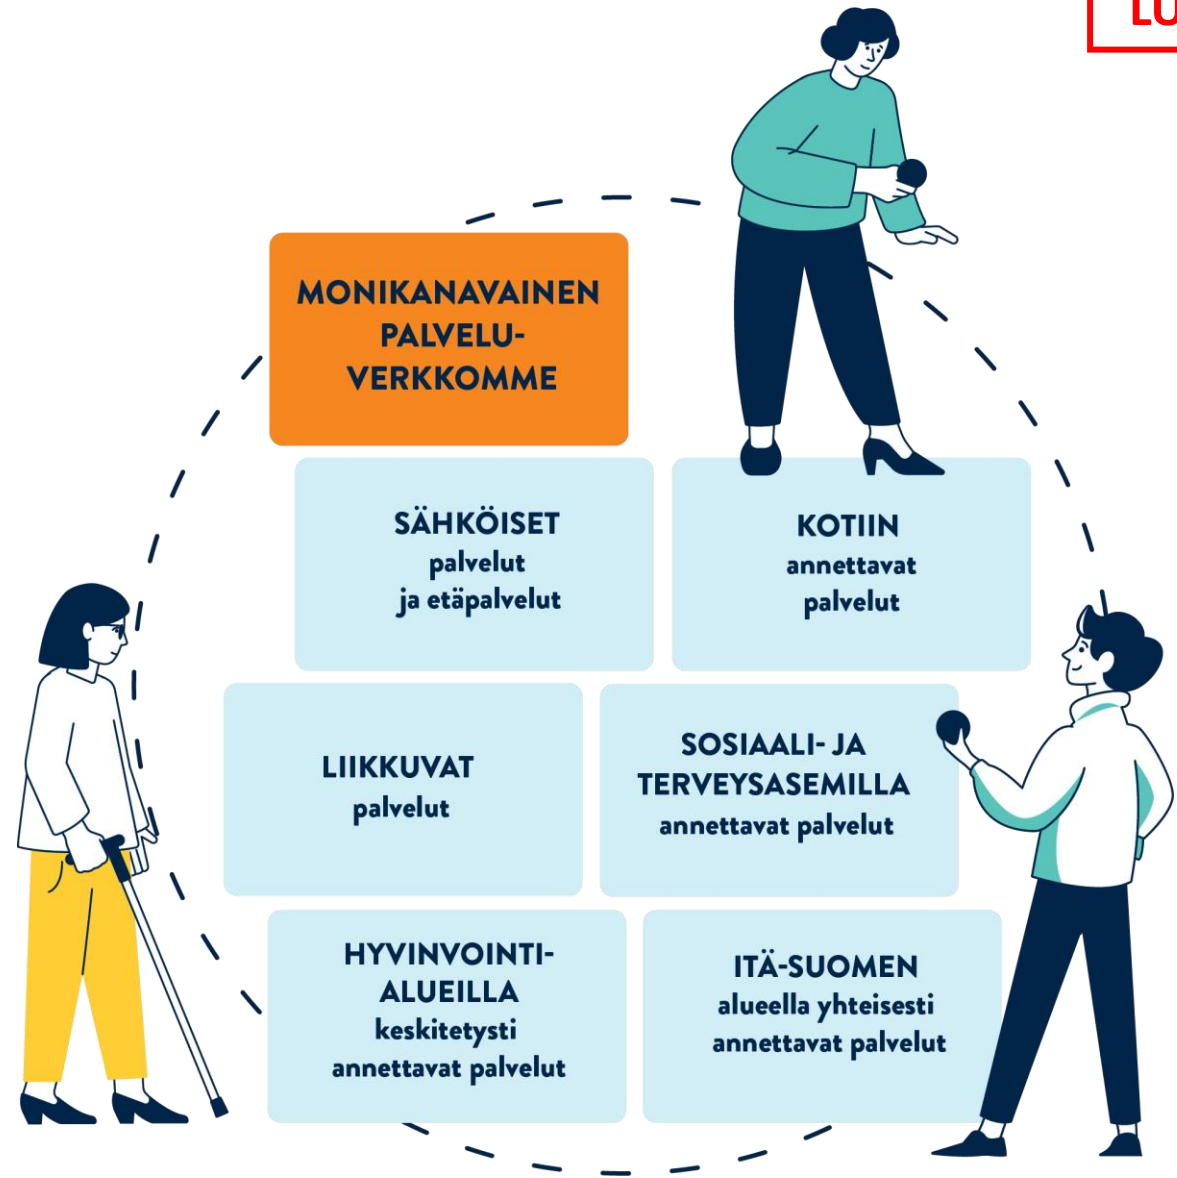 LU
MONIKANAVAINEN
PALVELU-
VERKKOMME
SÄHKÖISET
palvelut
ja etäpalvelut
KOTIIN
annettavat
palvelut
LIIKKUVAT
palvelut
SOSIAALI- JA
TERVEYSASEMILLA
annettavat palvelut
HYVINVOINTI-
ALUEILLA
keskitetysti
annettavat palvelut
ITÄ-SUOMEN
alueella yhteisesti
annettavat palvelut